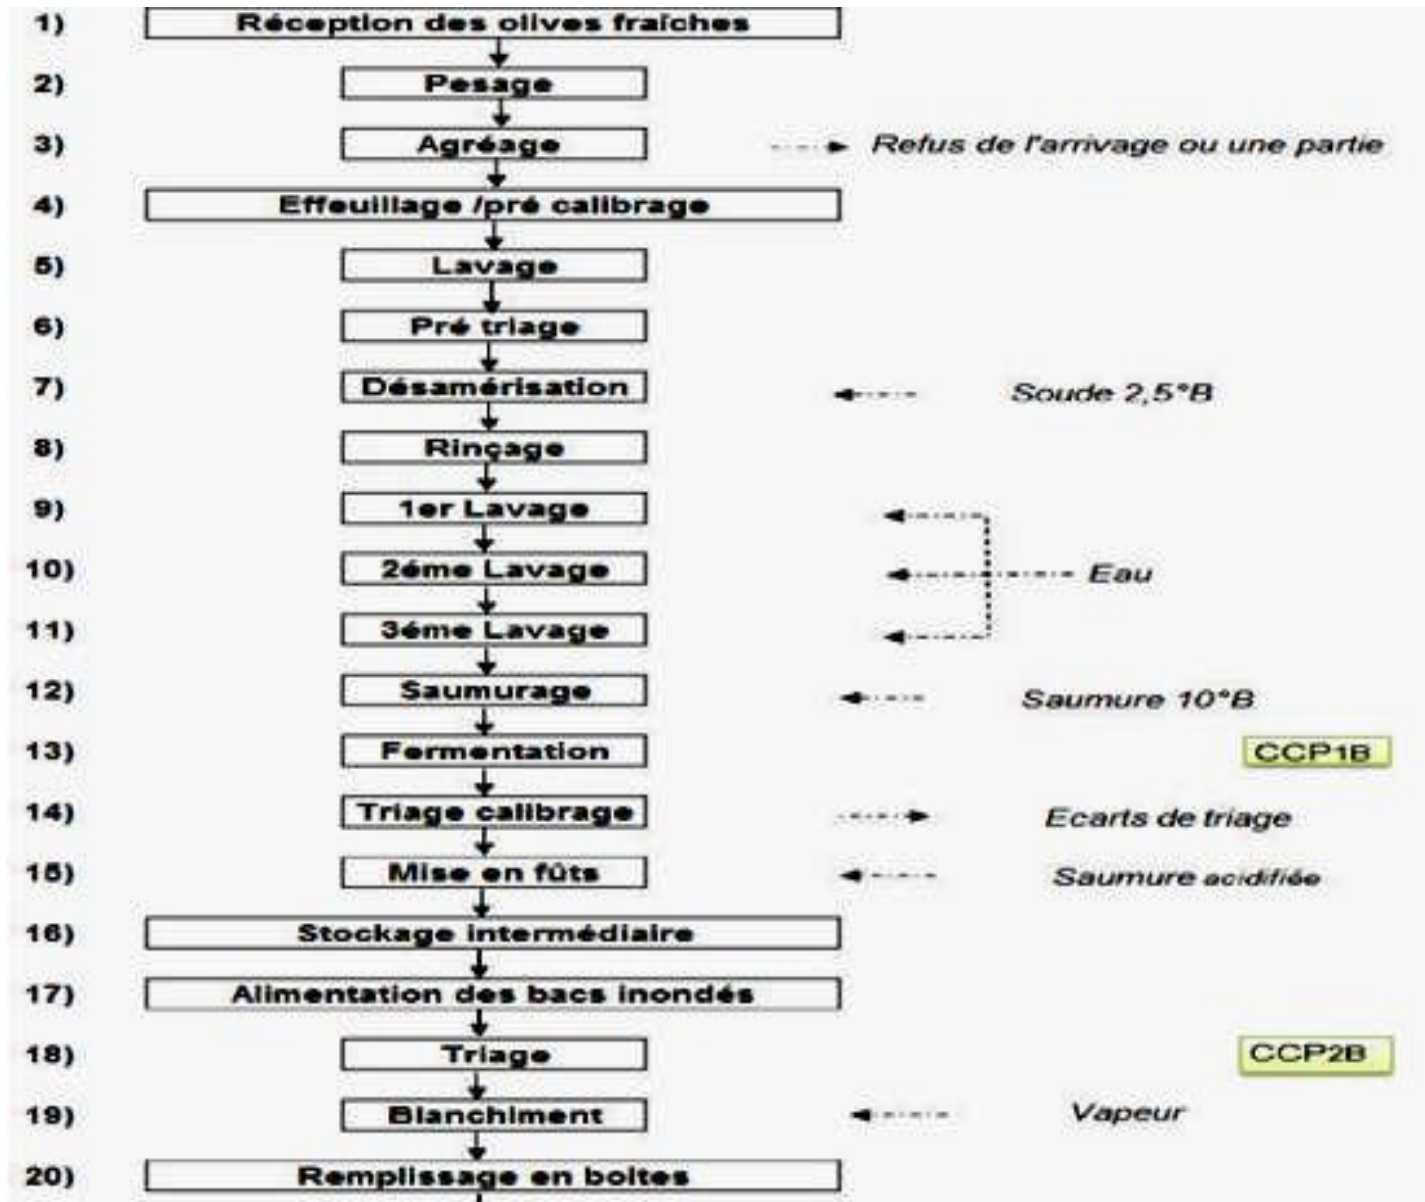 1) Réception des olives fraîches
2) Pesage
3) Agréage Refus de l'arrivage ou une partie
4) Effeuillage /pré calibrage
5) Lavage
6) Pré triage
7) Désamérisation Soude 2,5°B
8) Rinçage
9) 1er Lavage
10) 2éme Lavage Eau
11) 3éme Lavage
12) Saumurage Saumure 10°B
13) Fermentation CCP1B
14) Triage calibrage Ecarts de triage
15) Mise en fûts Saumure acidifiée
16) Stockage intermédiaire
17) Alimentation des bacs inondés
18) Triage CCP2B
19) Blanchiment Vapeur
20) Remplissage en boites